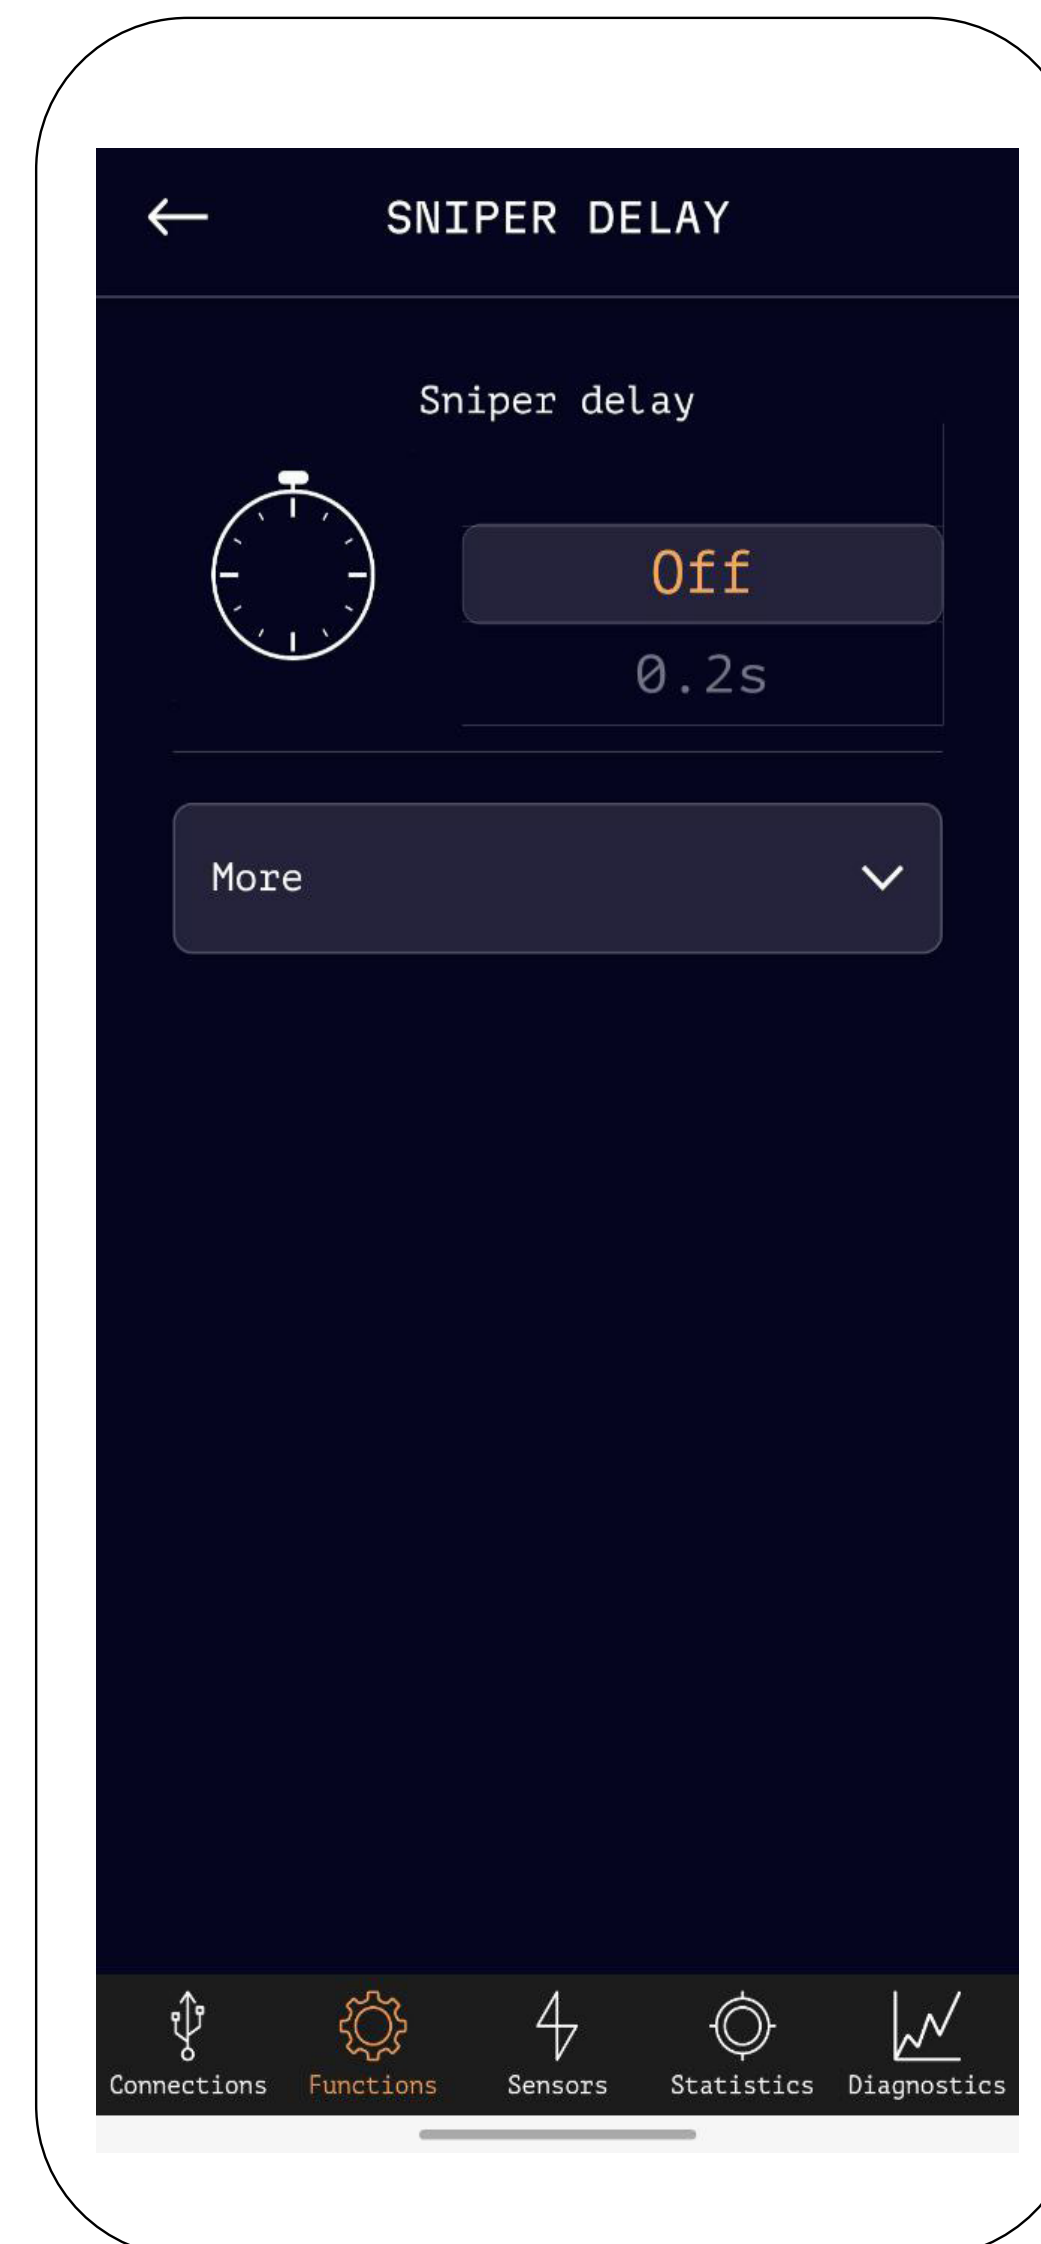 SNIPER DELAY
Sniper delay
Off
0.2s
More
Connections Functions Sensors Statistics Diagnostics